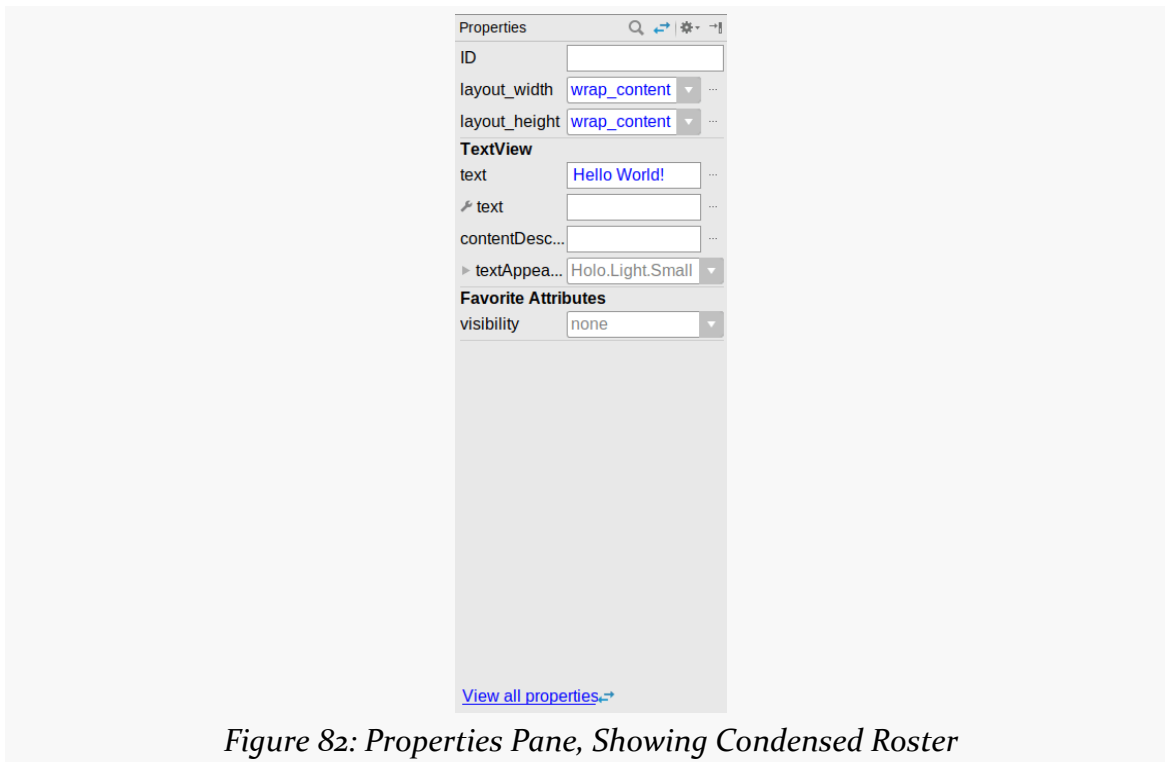 Properties
ID
layout_width wrap_content ...
layout_height wrap_content ...
TextView
text Hello World! ...
text ...
contentDesc... ...
textAppea... Holo.Light.Small
Favorite Attributes
visibility none
View all properties
Figure 82: Properties Pane, Showing Condensed Roster